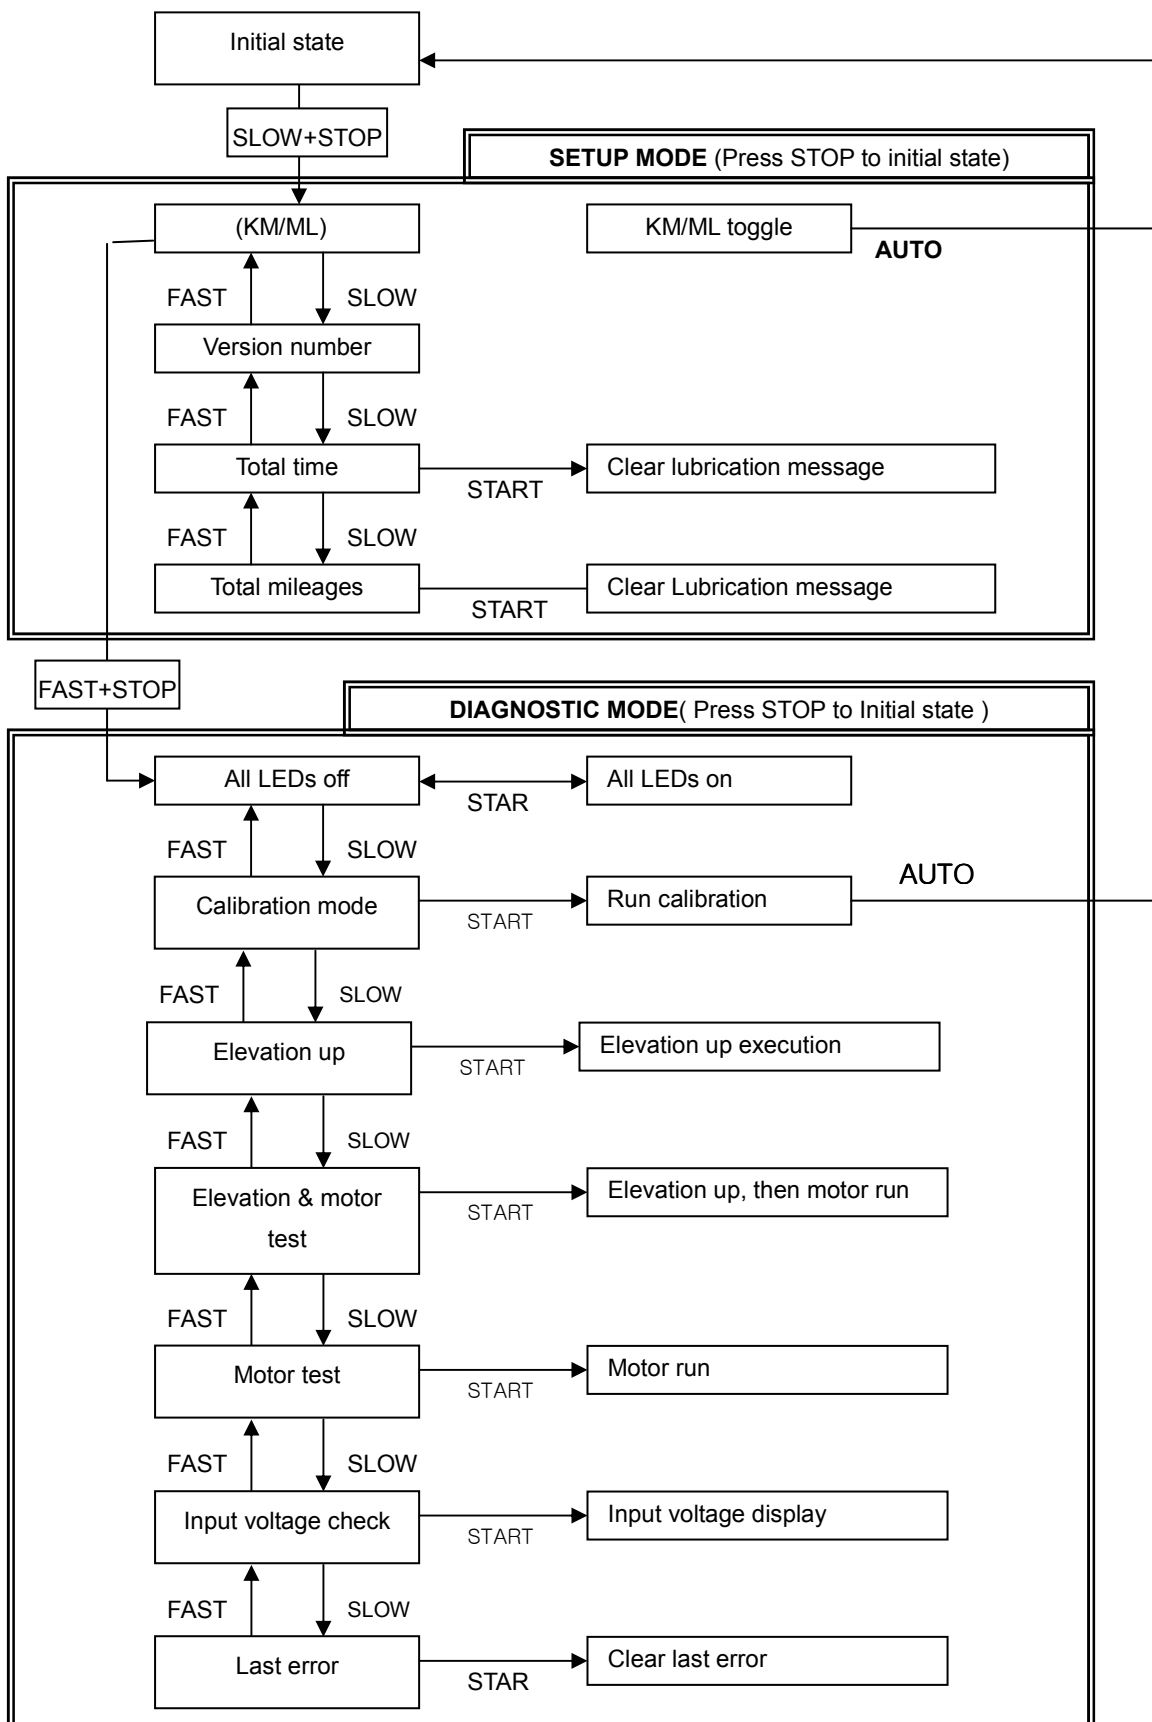 Initial state
SLOW+STOP
SETUP MODE (Press STOP to initial state)
(KM/ML)
KM/ML toggle
AUTO
FAST
SLOW
Version number
FAST
SLOW
Total time
START
Clear lubrication message
FAST
SLOW
Total mileages
START
Clear Lubrication message
FAST+STOP
DIAGNOSTIC MODE( Press STOP to Initial state )
All LEDs off
STAR
All LEDs on
FAST
SLOW
Calibration mode
START
Run calibration
AUTO
FAST
SLOW
Elevation up
START
Elevation up execution
FAST
SLOW
Elevation & motor
test
START
Elevation up, then motor run
FAST
SLOW
Motor test
START
Motor run
FAST
SLOW
Input voltage check
START
Input voltage display
FAST
SLOW
Last error
STAR
Clear last error